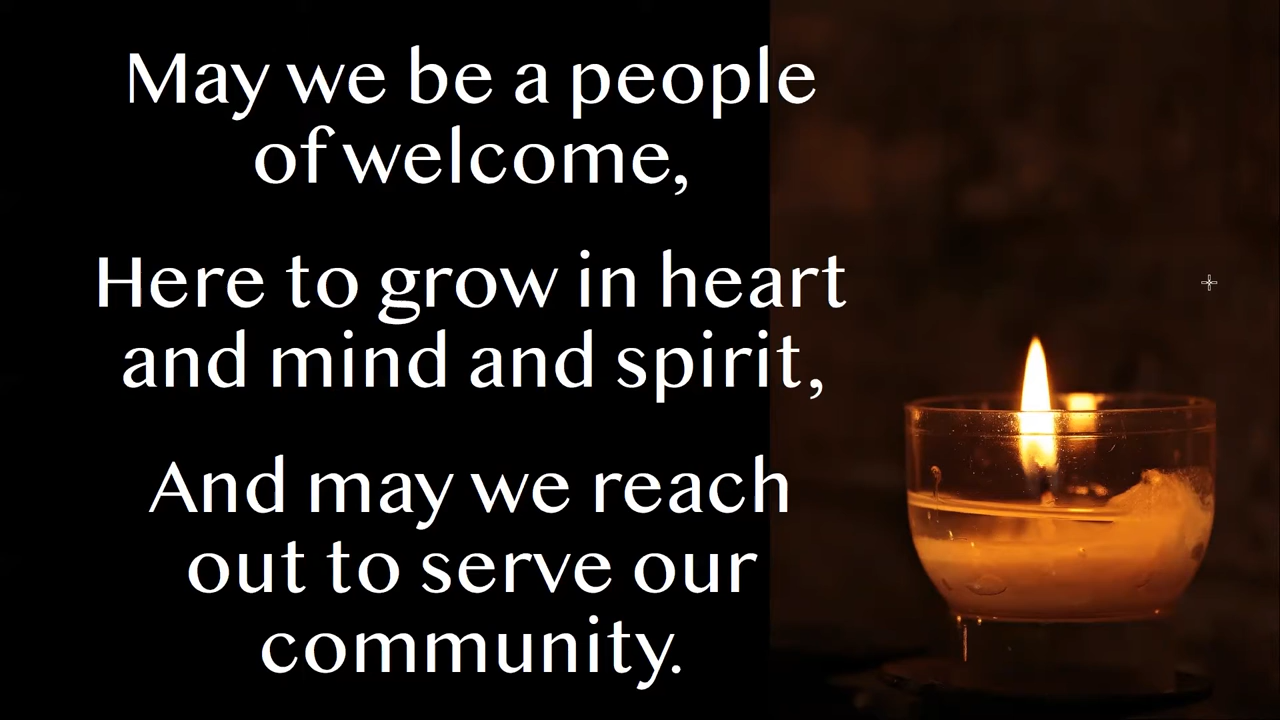 May we be a people
of welcome,
Here to grow in heart
and mind and spirit,
And may we reach
out to serve our
community.